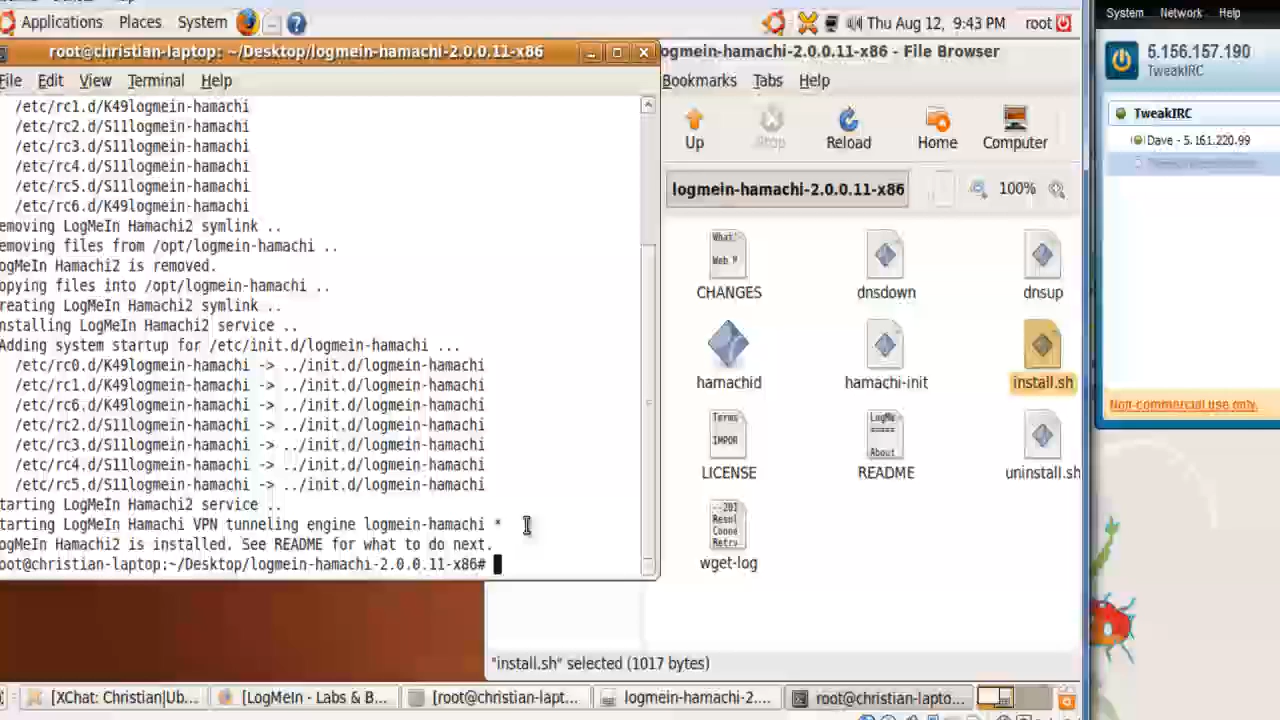 Applications Places System
Thu Aug 12, 9:43 PM root
root@christian-laptop: ~/Desktop/logmein-hamachi-2.0.0.11-x86
File Edit View Terminal Help
/etc/rc1.d/K49logmein-hamachi
/etc/rc2.d/S11logmein-hamachi
/etc/rc3.d/S11logmein-hamachi
/etc/rc4.d/S11logmein-hamachi
/etc/rc5.d/S11logmein-hamachi
/etc/rc6.d/K49logmein-hamachi
emoving LogMeIn Hamachi2 symlink ..
emoving files from /opt/logmein-hamachi ..
ogMeIn Hamachi2 is removed.
opying files into /opt/logmein-hamachi ..
reating LogMeIn Hamachi2 symlink ..
nstalling LogMeIn Hamachi2 service ..
Adding system startup for /etc/init.d/logmein-hamachi ...
/etc/rc0.d/K49logmein-hamachi -> ../init.d/logmein-hamachi
/etc/rc1.d/K49logmein-hamachi -> ../init.d/logmein-hamachi
/etc/rc6.d/K49logmein-hamachi -> ../init.d/logmein-hamachi
/etc/rc2.d/S11logmein-hamachi -> ../init.d/logmein-hamachi
/etc/rc3.d/S11logmein-hamachi -> ../init.d/logmein-hamachi
/etc/rc4.d/S11logmein-hamachi -> ../init.d/logmein-hamachi
/etc/rc5.d/S11logmein-hamachi -> ../init.d/logmein-hamachi
tarting LogMeIn Hamachi2 service ..
tarting LogMeIn Hamachi VPN tunneling engine logmein-hamachi *
ogMeIn Hamachi2 is installed. See README for what to do next.
root@christian-laptop:~/Desktop/logmein-hamachi-2.0.0.11-x86#
ogmein-hamachi-2.0.0.11-x86 - File Browser
Bookmarks Tabs Help
Up Stop Reload Home Computer
logmein-hamachi-2.0.0.11-x86 100%
What'
Web M
CHANGES dnsdown dnsup
hamachid hamachi-init install.sh
Terms
IMPOR
LogMe
=====
About
LICENSE README uninstall.sh
--201
Resol
Conne
Retry
wget-log
"install.sh" selected (1017 bytes)
[XChat: Christian|Ub... [LogMeIn - Labs & B... [root@christian-lapt... logmein-hamachi-2.... root@christian-lapto...
System Network Help
5.156.157.190
TweakIRC
TweakIRC
Dave - 5.161.220.99
Non-commercial use only.